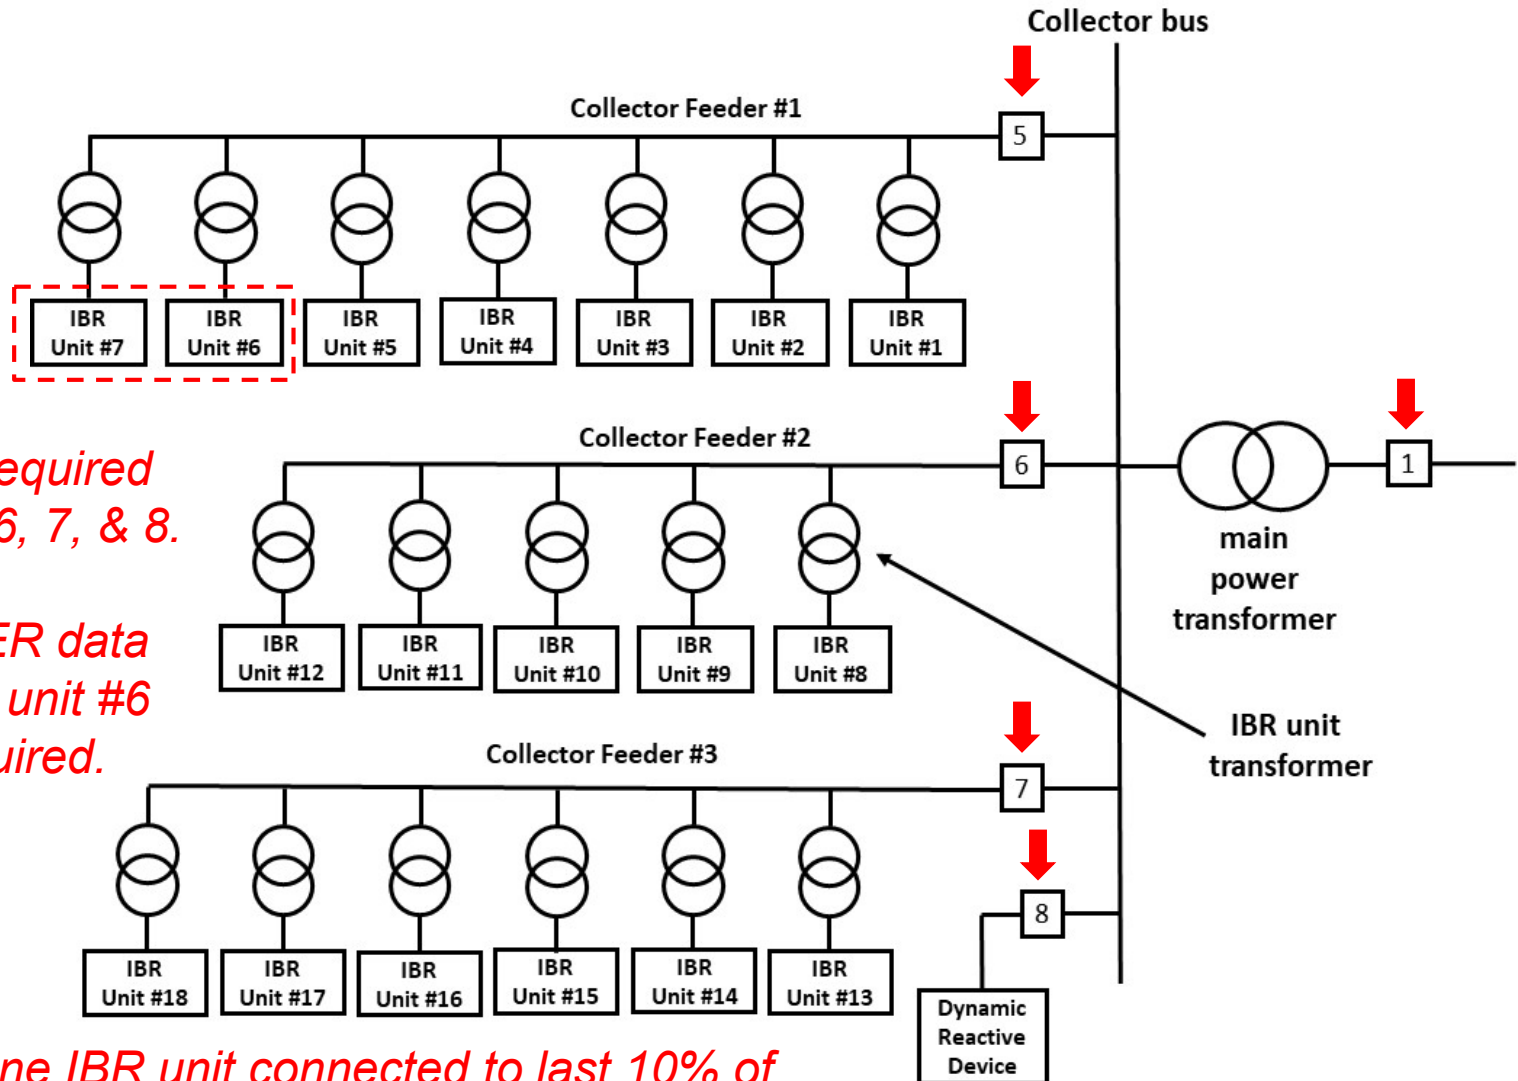 Collector bus
Collector Feeder #1
5
IBR
Unit #7
IBR
Unit #6
IBR
Unit #5
IBR
Unit #4
IBR
Unit #3
IBR
Unit #2
IBR
Unit #1
Collector Feeder #2
6
1
equired
6, 7, & 8.
main
power
transformer
IBR
Unit #12
IBR
Unit #11
IBR
Unit #10
IBR
Unit #9
IBR
Unit #8
ER data
unit #6
uired.
IBR unit
transformer
Collector Feeder #3
7
8
IBR
Unit #18
IBR
Unit #17
IBR
Unit #16
IBR
Unit #15
IBR
Unit #14
IBR
Unit #13
Dynamic
Reactive
Device
ne IBR unit connected to last 10% of